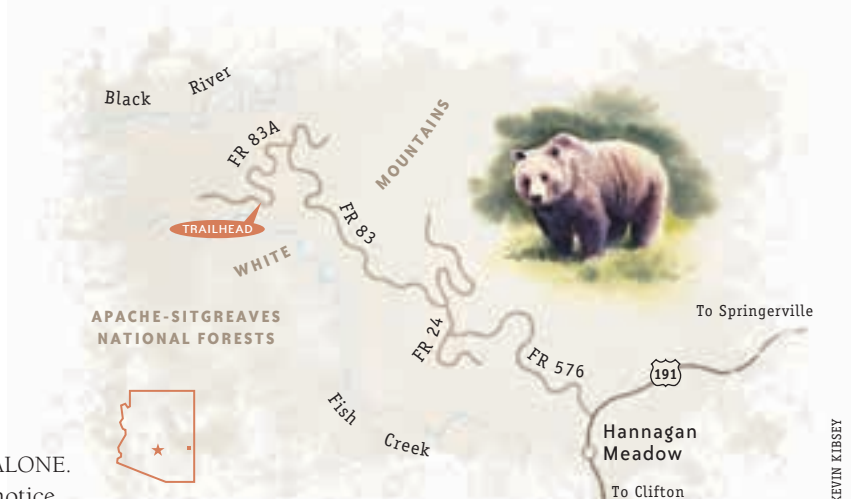 Black River
FR 83A
MOUNTAINS
FR 83
TRAILHEAD
WHITE
To Springerville
APACHE-SITGREAVES
NATIONAL FORESTS
FR 24
FR 576
191
Fish Creek
Hannagan
Meadow
To Clifton
KEVIN KIBSEY
ALONE.
notice